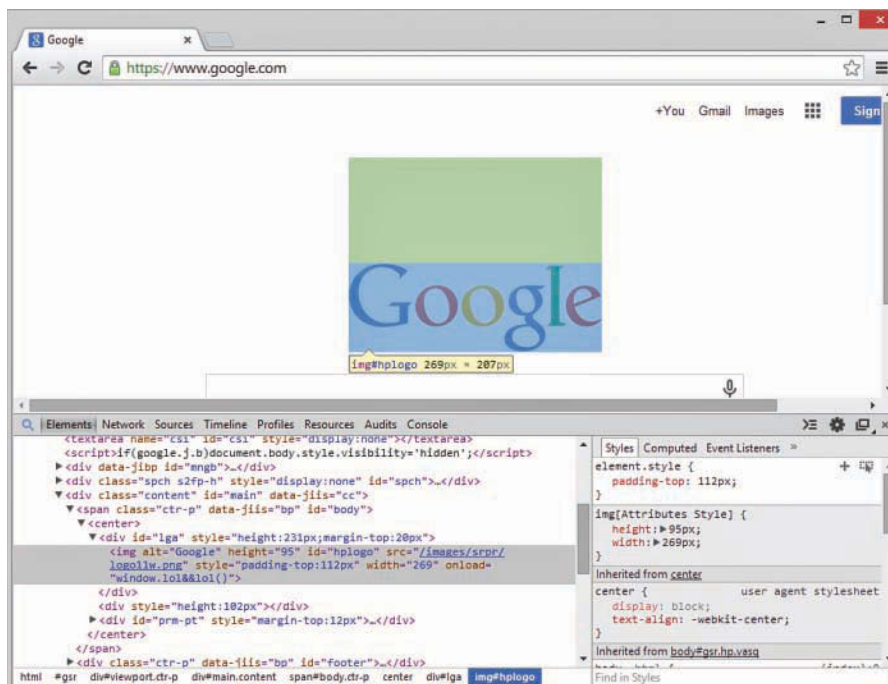 Google
https://www.google.com
+You Gmail Images Sign
Google
img#hplogo 269px × 207px
Elements Network Sources Timeline Profiles Resources Audits Console
<textarea name="csi" id="csi" style="display:none"></textarea>
<script>if(google.j.b)document.body.style.visibility='hidden';</script>
▶<div data-jibp id="mngb">…</div>
▶<div class="spch s2fp-h" style="display:none" id="spch">…</div>
▼<div class="content" id="main" data-jiis="cc">
▼<span class="ctr-p" data-jiis="bp" id="body">
▼<center>
▼<div id="lga" style="height:231px;margin-top:20px">
<img alt="Google" height="95" id="hplogo" src="/images/srpr/
logo11w.png" style="padding-top:112px" width="269" onload=
"window.lol&&lol()">
</div>
<div style="height:102px"></div>
▶<div id="prm-pt" style="margin-top:12px">…</div>
</center>
</span>
▶<div class="ctr-p" data-jiis="bp" id="footer">…</div>
html #gsr div#viewport.ctr-p div#main.content span#body.ctr-p center div#lga img#hplogo
Styles Computed Event Listeners »
element.style {
padding-top: 112px;
}
img[Attributes Style] {
height:▶95px;
width:▶269px;
}
Inherited from center
center { user agent stylesheet
display: block;
text-align: -webkit-center;
}
Inherited from body#gsr.hp.vasq
Find in Styles